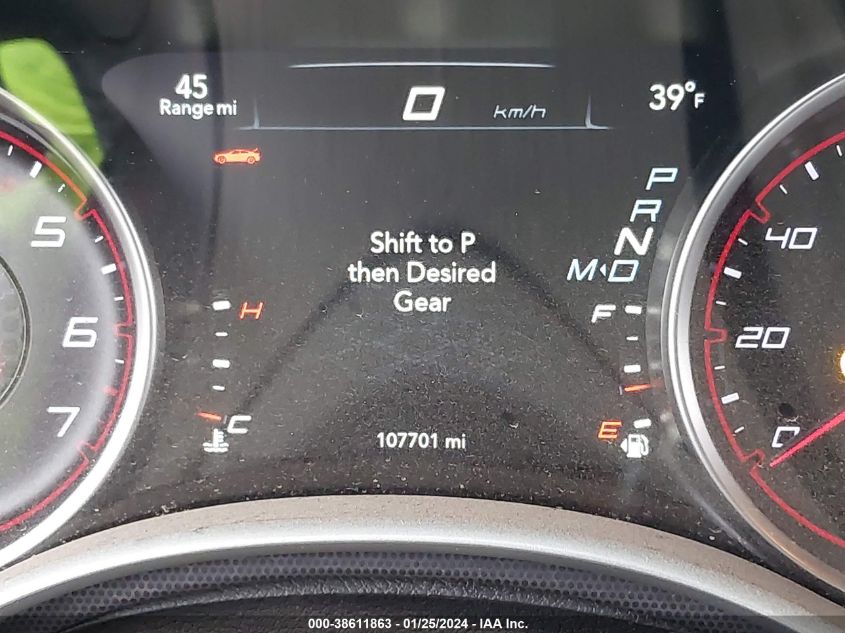 45
Range mi
0 km/h
39°F
P
R
N
M D
Shift to P
then Desired
Gear
5
6
7
H
C
F
E
40
20
0
107701 mi
000-38611863 - 01/25/2024 - IAA Inc.